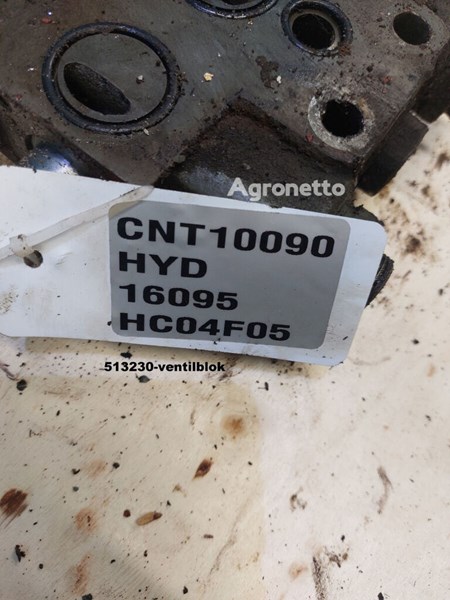 Agronetto
CNT10090
HYD
16095
HC04F05
513230-ventilblok